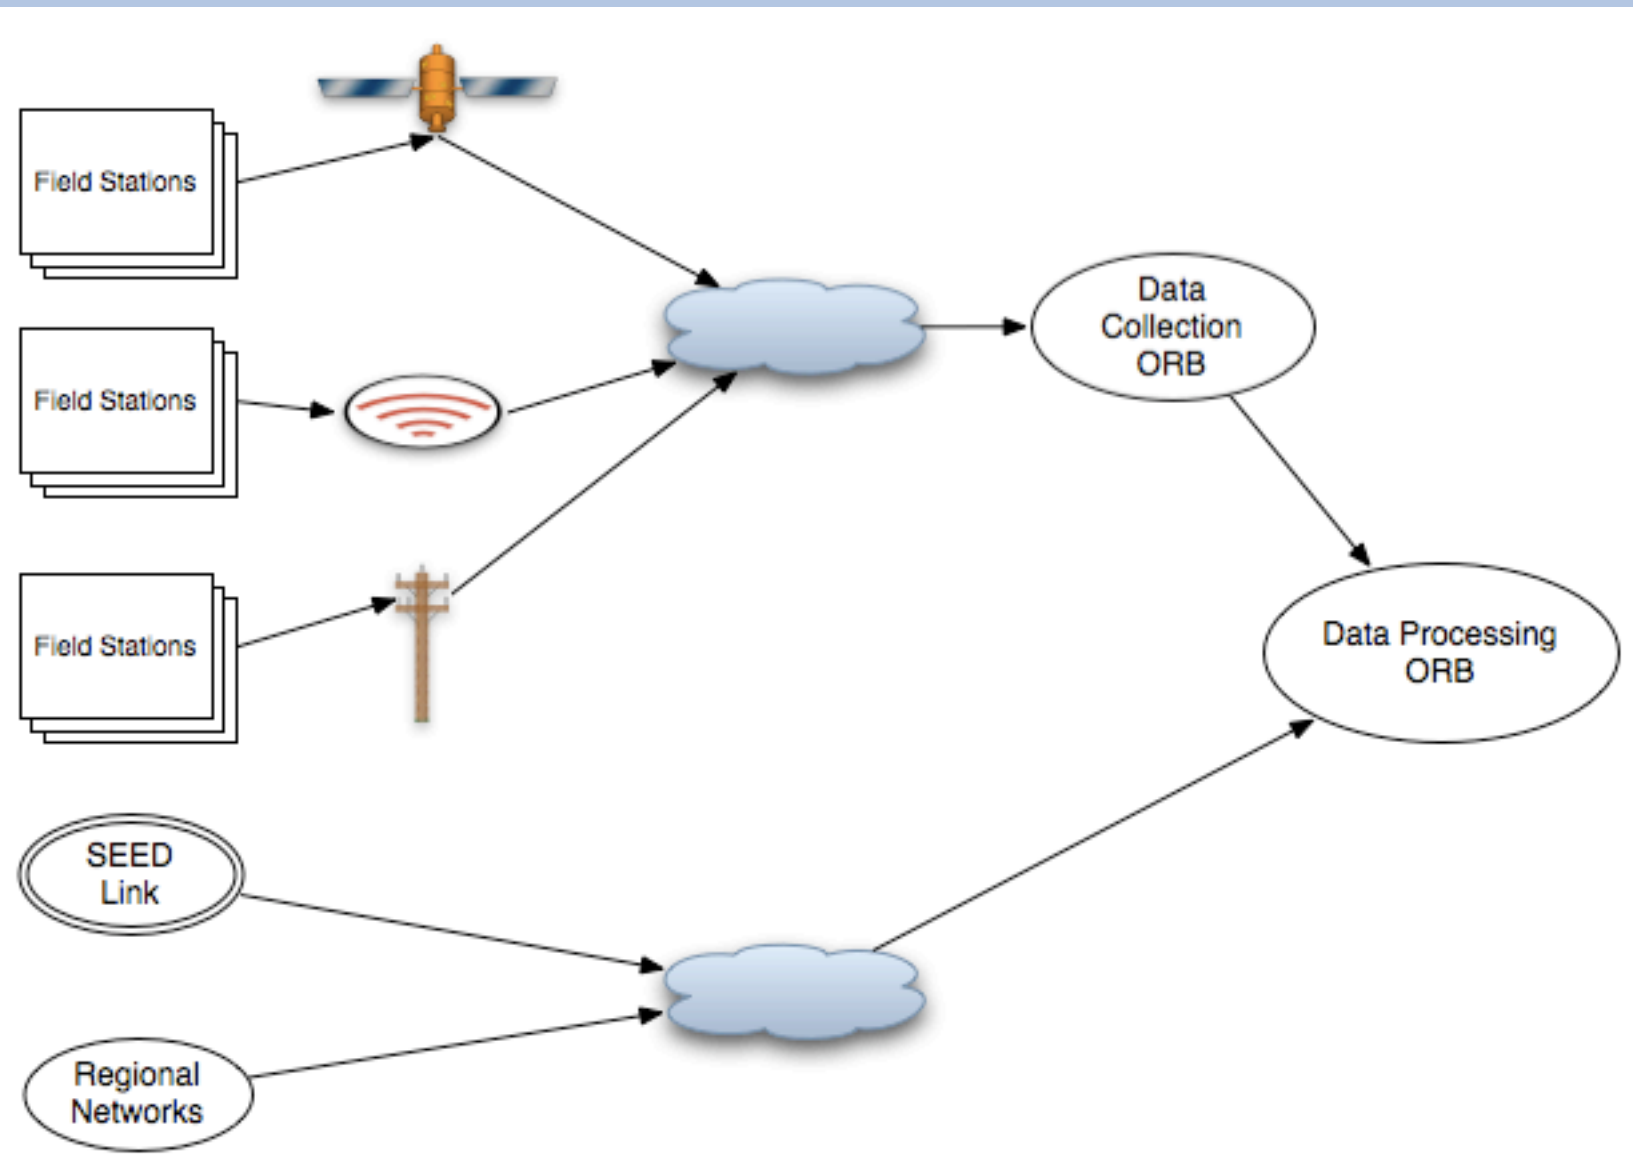 Field Stations
Data
Collection
ORB
Field Stations
Field Stations
Data Processing
ORB
SEED
Link
Regional
Networks